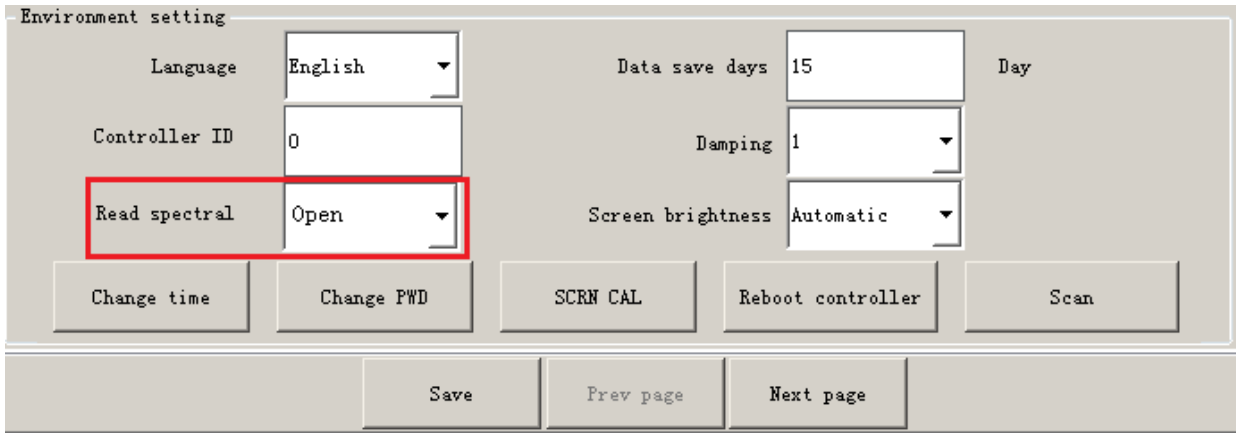 Environment setting
Language English Data save days 15 Day
Controller ID 0 Damping 1
Read spectral Open Screen brightness Automatic
Change time Change PWD SCRN CAL Reboot controller Scan
Save Prev page Next page